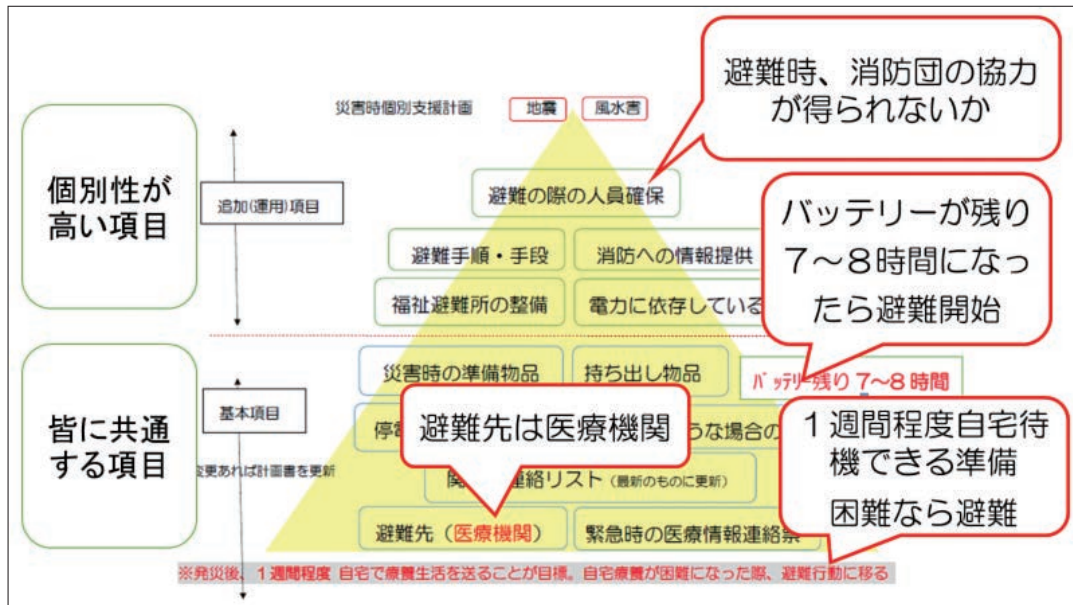 避難時、消防団の協力
が得られないか
災害時個別支援計画
地震
風水害
個別性が
高い項目
追加(運用)項目
避難の際の人員確保
バッテリーが残り
7〜8時間になっ
たら避難開始
避難手順・手段
消防への情報提供
福祉避難所の整備
電力に依存している
皆に共通
する項目
基本項目
変更あれば計画書を更新
災害時の準備物品
持ち出し物品
バッテリー残り 7〜8時間
停電
うな場合の
避難先は医療機関
1週間程度自宅待
機できる準備
困難なら避難
連絡リスト(最新のものに更新)
避難先(医療機関)
緊急時の医療情報連絡票
※発災後、1週間程度 自宅で療養生活を送ることが目標。自宅療養が困難になった際、避難行動に移る